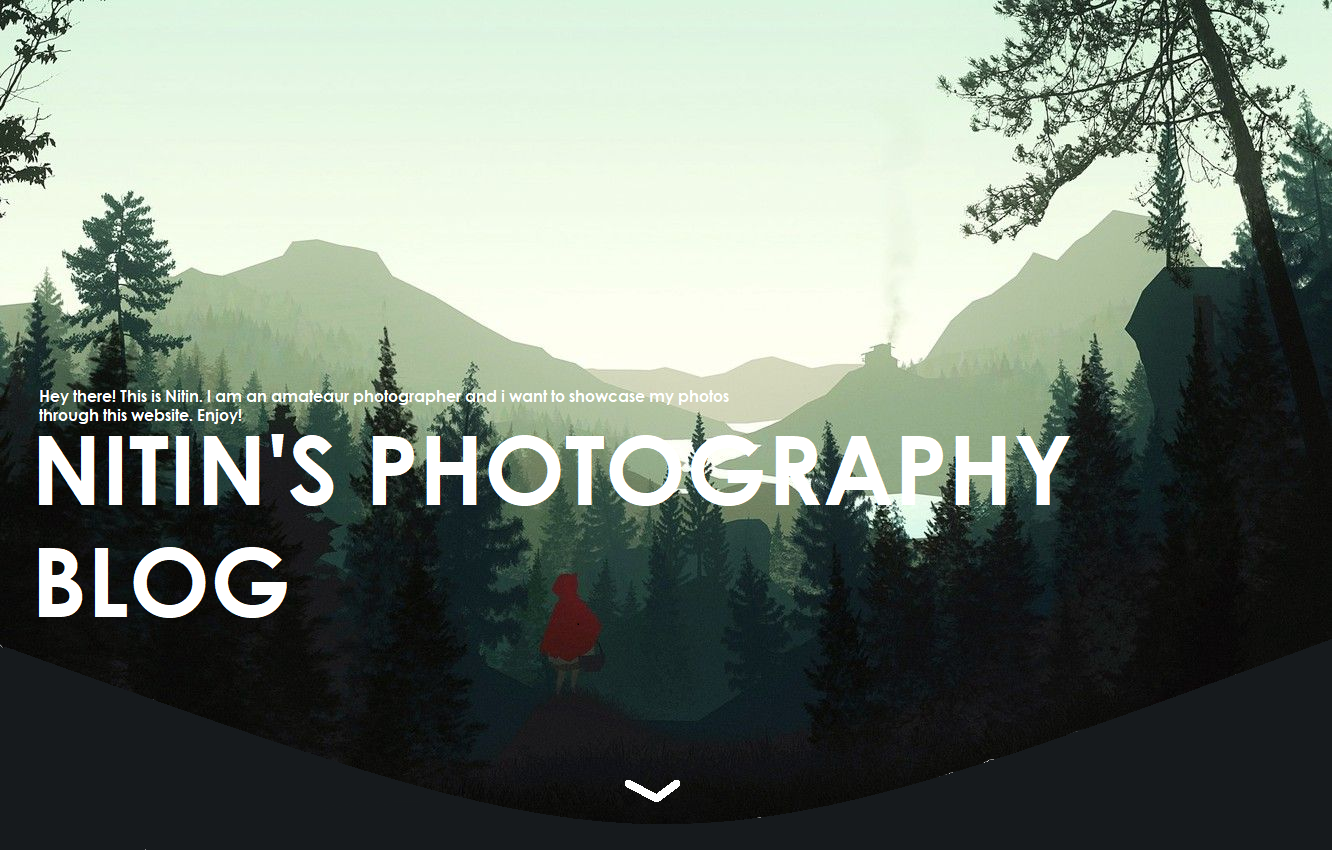 Hey there! This is Nitin. I am an amateaur photographer and i want to showcase my photos
through this website. Enjoy!
NITIN'S PHOTOGRAPHY
BLOG